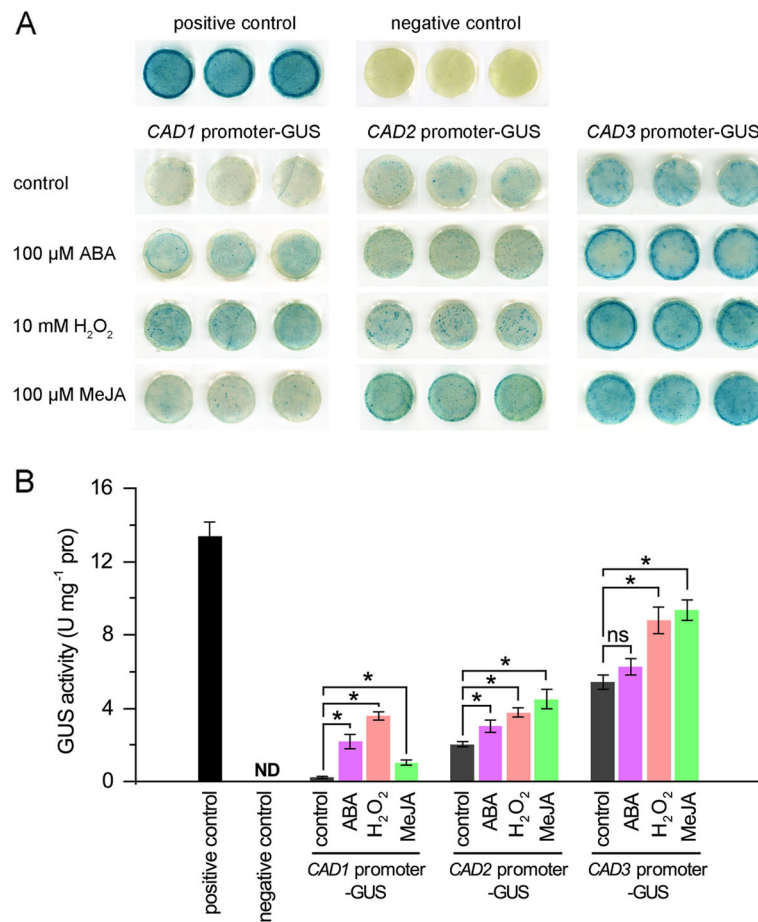 A
positive control negative control
CAD1 promoter-GUS CAD2 promoter-GUS CAD3 promoter-GUS
control
100 µM ABA
10 mM H₂O₂
100 µM MeJA
B
GUS activity (U mg⁻¹ pro)
16
12
8
4
0
ND
* * *
* * *
ns * *
positive control
negative control
control ABA H₂O₂ MeJA
control ABA H₂O₂ MeJA
control ABA H₂O₂ MeJA
CAD1 promoter CAD2 promoter CAD3 promoter
-GUS -GUS -GUS